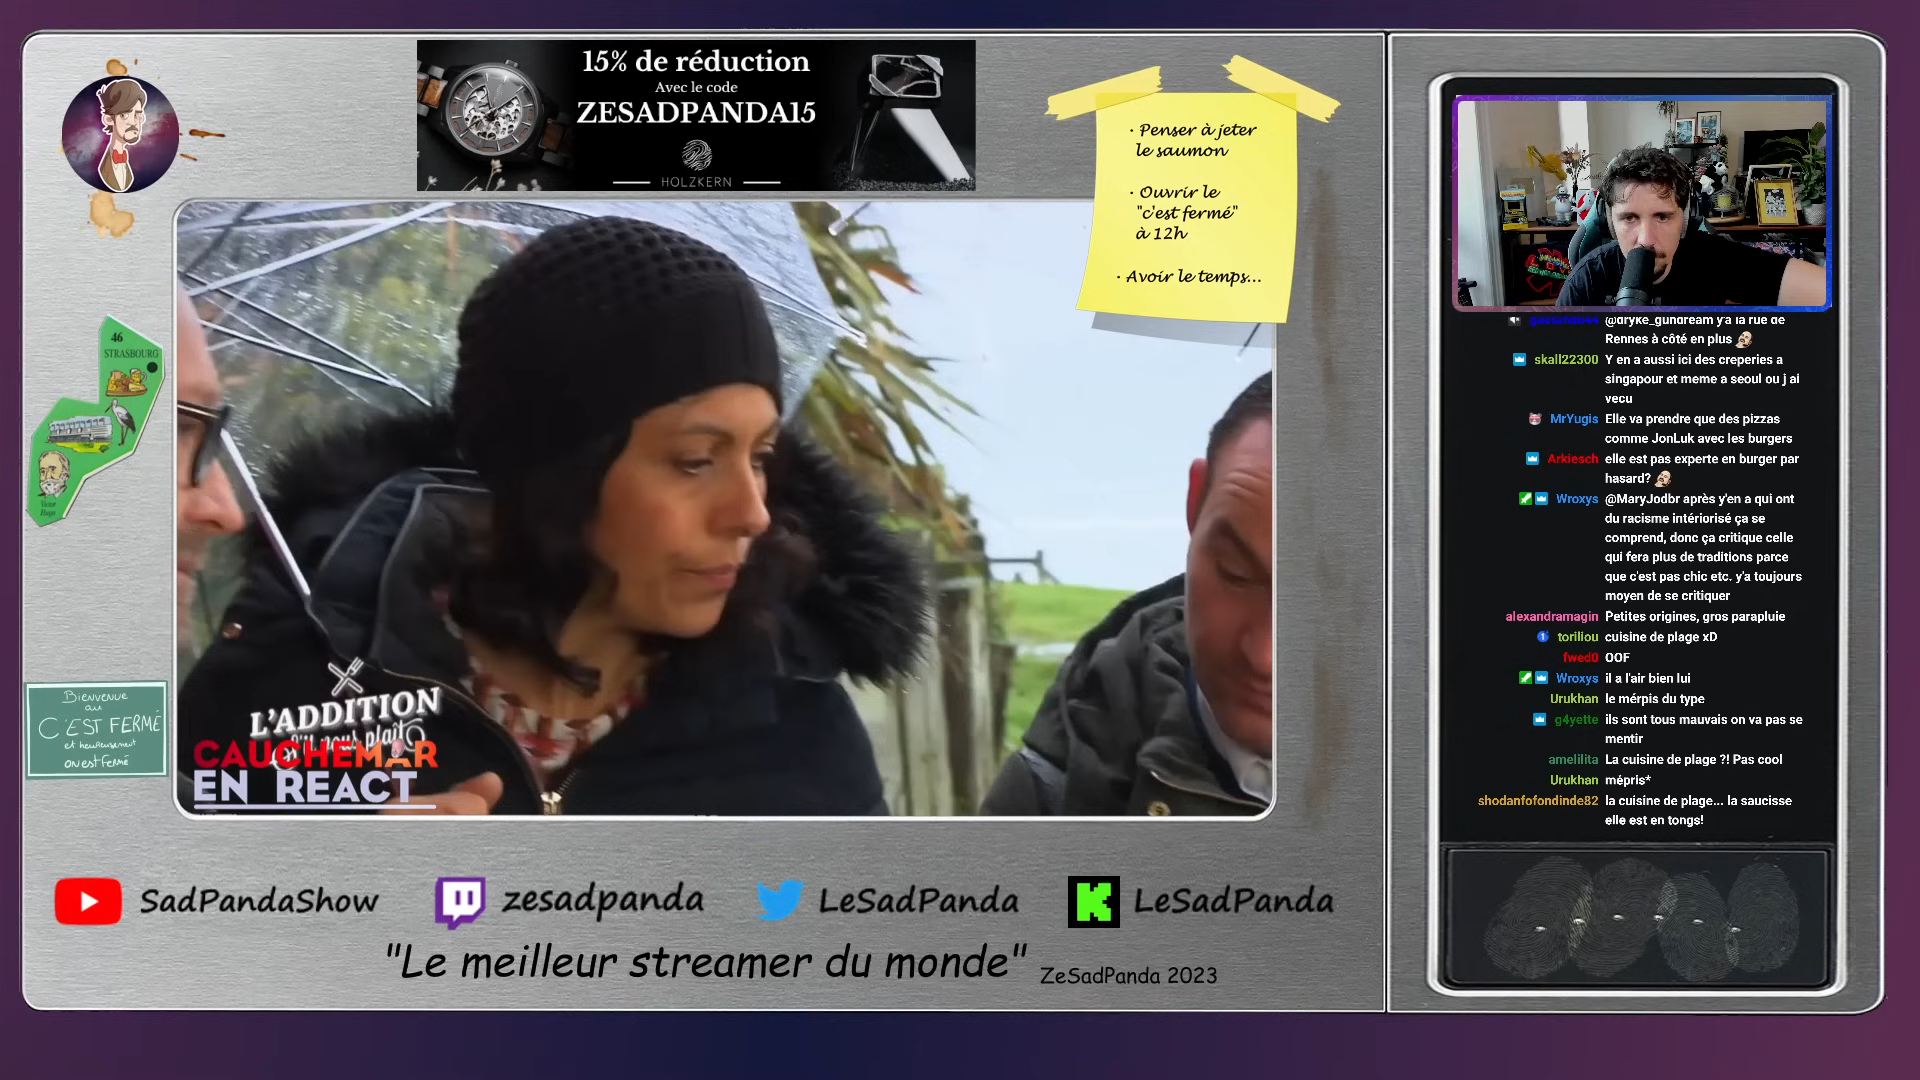 15% de réduction
Avec le code
ZESADPANDA15
HOLZKERN
· Penser à jeter
le saumon
· Ouvrir le
"c'est fermé"
à 12h
· Avoir le temps...
46
STRASBOURG
Victor
Hugo
Bienvenue
au
C'EST FERMÉ
et heureusement
on est fermé
L'ADDITION
s'il vous plaît
CAUCHEMAR
EN REACT
@dryke_gundream y'a la rue de
Rennes à côté en plus
skall22300 Y en a aussi ici des creperies a
singapour et meme a seoul ou j ai
vecu
MrYugis Elle va prendre que des pizzas
comme JonLuk avec les burgers
Arkiesch elle est pas experte en burger par
hasard?
Wroxys @MaryJodbr après y'en a qui ont
du racisme intériorisé ça se
comprend, donc ça critique celle
qui fera plus de traditions parce
que c'est pas chic etc. y'a toujours
moyen de se critiquer
alexandramagin Petites origines, gros parapluie
toriliou cuisine de plage xD
fwed0 OOF
Wroxys il a l'air bien lui
Urukhan le mérpis du type
g4yette ils sont tous mauvais on va pas se
mentir
amelilita La cuisine de plage ?! Pas cool
Urukhan mépris*
shodanfofondinde82 la cuisine de plage... la saucisse
elle est en tongs!
SadPandaShow zesadpanda LeSadPanda LeSadPanda
"Le meilleur streamer du monde" ZeSadPanda 2023